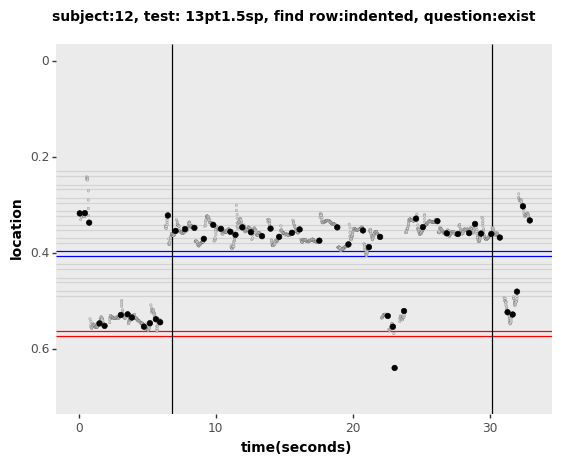 subject:12, test: 13pt1.5sp, find row:indented, question:exist
0
0.2
0.4
0.6
location
0
10
20
30
time(seconds)